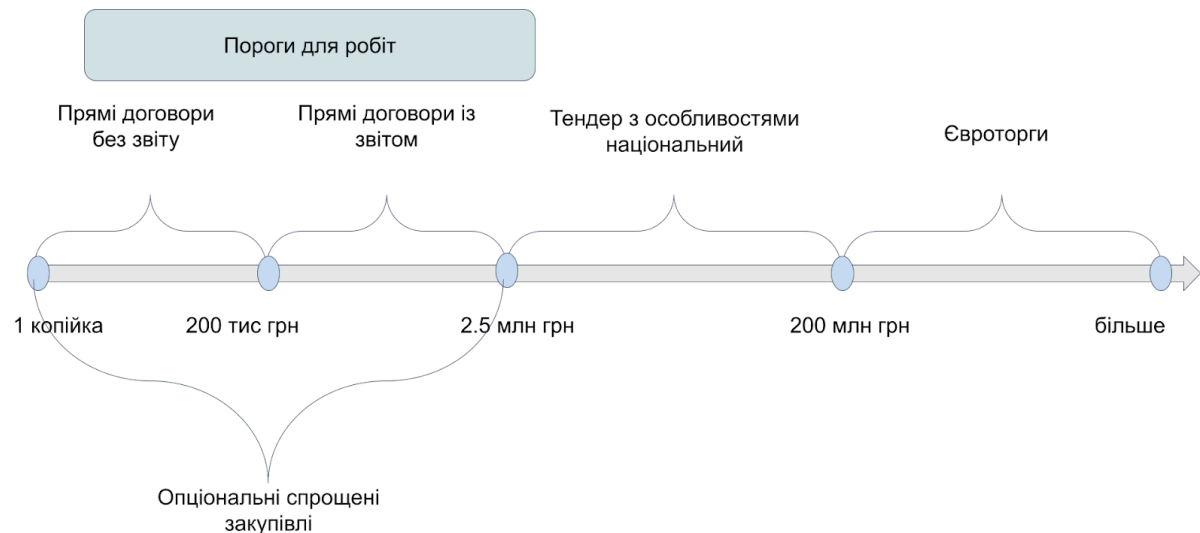 Пороги для робіт
Прямі договори
без звіту
Прямі договори із
звітом
Тендер з особливостями
національний
Євроторги
1 копійка
200 тис грн
2.5 млн грн
200 млн грн
більше
Опціональні спрощені
закупівлі